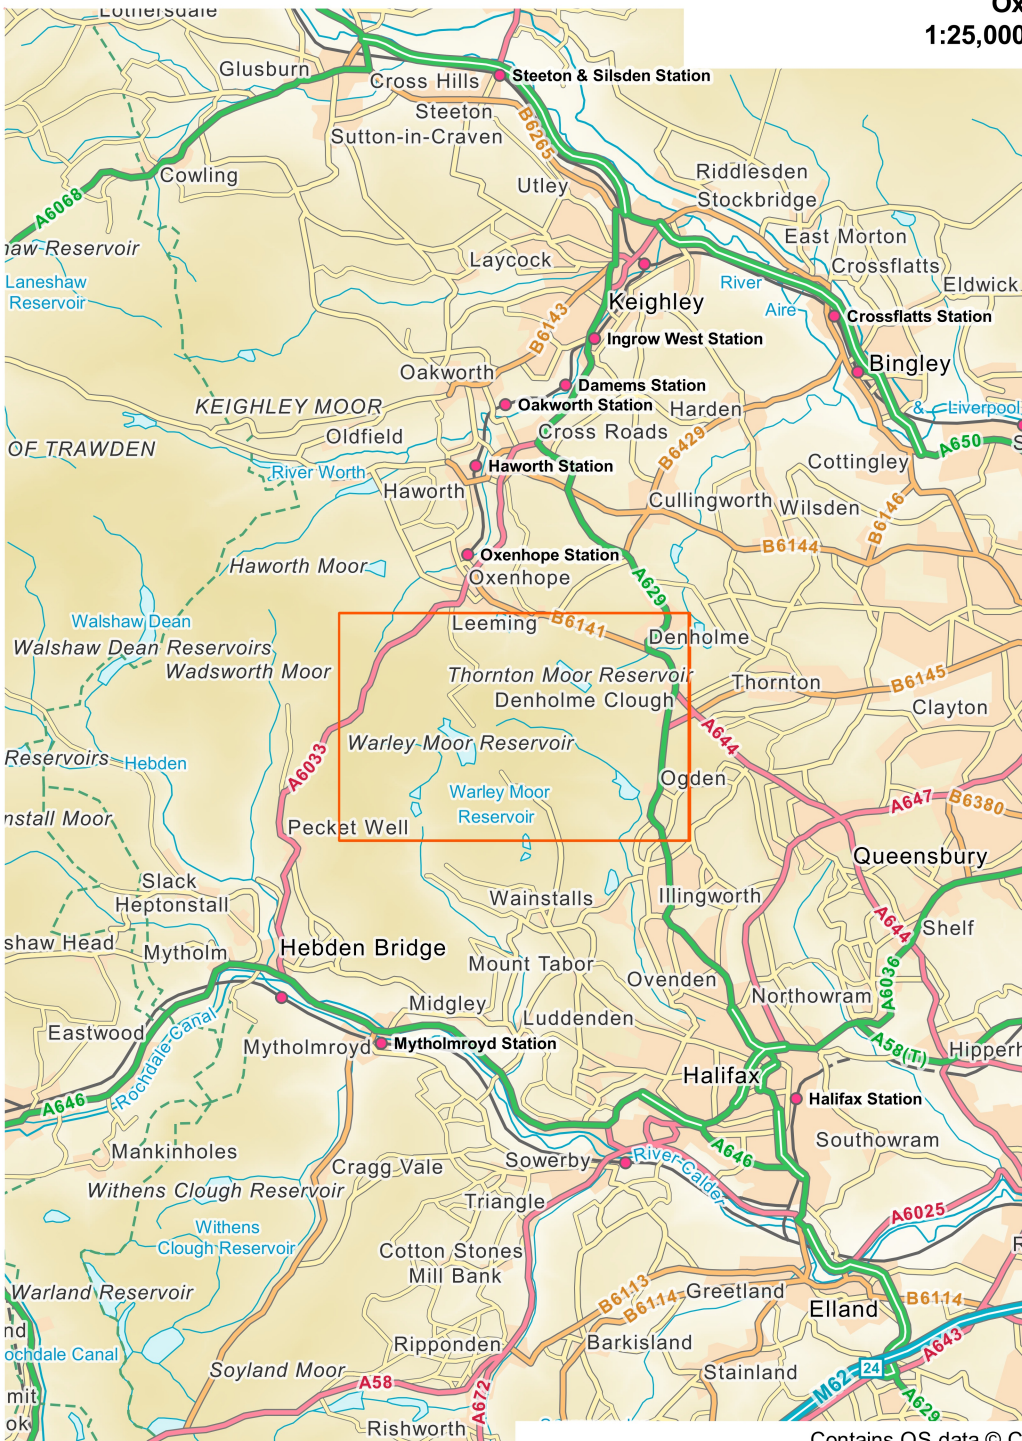 Lothersdale
Ox
1:25,000
Glusburn
Cross Hills
Steeton & Silsden Station
Steeton
B6265
Sutton-in-Craven
Cowling
Utley
Riddlesden
Stockbridge
A6068
East Morton
haw-Reservoir
Laycock
Crossflatts
Laneshaw
Reservoir
River
Aire
Eldwick
Keighley
B6143
Crossflatts Station
Ingrow West Station
Bingley
Oakworth
Damems Station
KEIGHLEY MOOR
Oakworth Station
Harden
& Liverpool
Oldfield
Cross Roads
B6429
A650
S
OF TRAWDEN
River Worth
Haworth Station
Cottingley
Haworth
Cullingworth
Wilsden
B6146
B6144
Oxenhope Station
Haworth Moor
Oxenhope
A629
Walshaw Dean
Leeming
B6141
Denholme
Walshaw Dean Reservoirs
Wadsworth Moor
Thornton Moor Reservoir
Thornton
B6145
Denholme Clough
Clayton
A644
Warley Moor Reservoir
Reservoirs
Hebden
A6033
Ogden
Warley Moor
Reservoir
A647
B6380
nstall Moor
Pecket Well
Queensbury
Slack
Heptonstall
Wainstalls
Illingworth
A644
Shelf
shaw Head
Mytholm
Hebden Bridge
Mount Tabor
Ovenden
A6036
Northowram
Midgley
Luddenden
Eastwood
Rochdale-Canal
Mytholmroyd
Mytholmroyd Station
A58(T)
Hipperh
Halifax
A646
Halifax Station
Mankinholes
Southowram
Cragg Vale
Sowerby
River-Calder
A646
Withens Clough Reservoir
Triangle
A6025
Withens
Clough Reservoir
Cotton Stones
Mill Bank
R
Warland Reservoir
B6113
B6114
Greetland
Elland
B6114
nd
ochdale Canal
Ripponden
Barkisland
A643
Soyland Moor
Stainland
24
M62
A58
mit
ok
A672
A629
Rishworth
Contains OS data © C